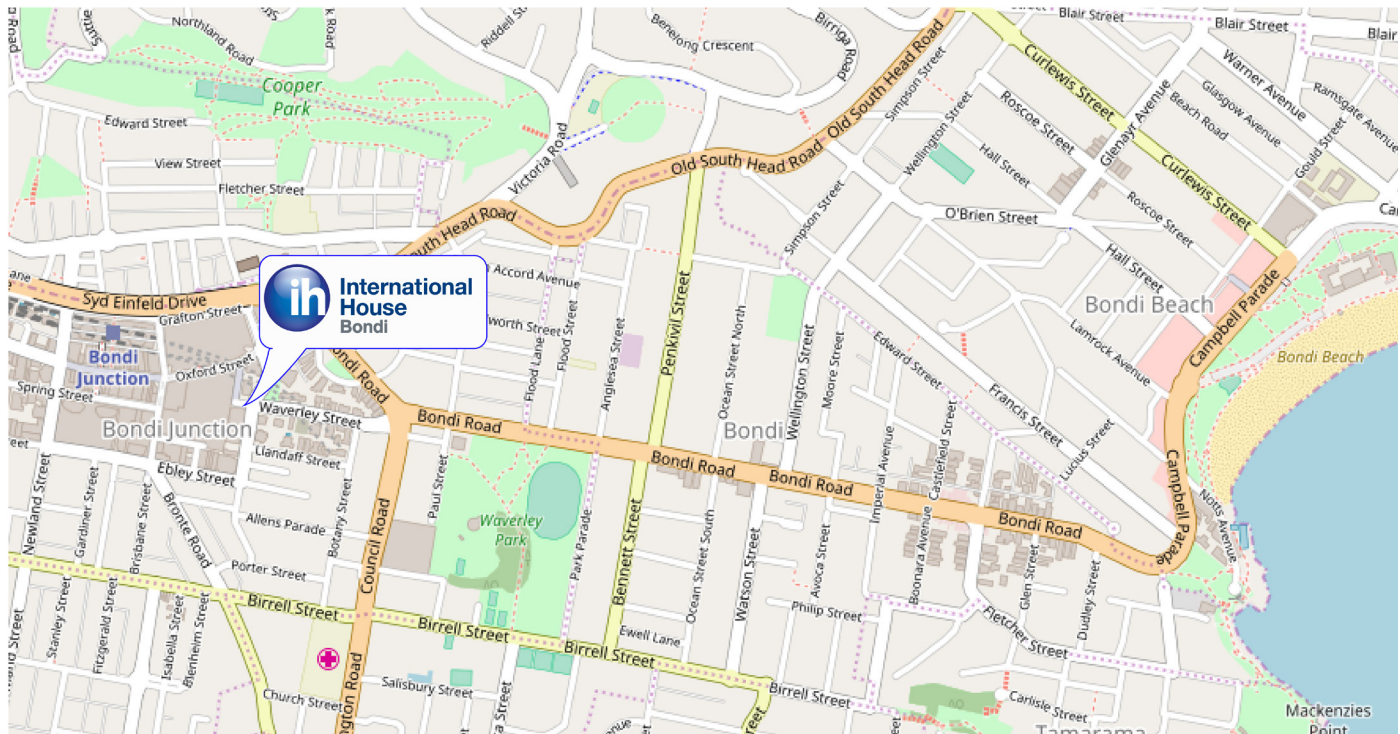 Road
Northland Road
Riddell Street
Benelong Crescent
Birriga Road
Blair Street
Blair Street
Blair
Cooper
Park
Edward Street
View Street
Fletcher Street
Victoria Road
Old South Head Road
Old South Head Road
South Head Road
Simpson Street
Simpson Street
Wellington Street
Curlewis Street
Curlewis Street
Roscoe Street
Roscoe Street
Hall Street
Hall Street
Glenayr Avenue
Warner Avenue
Glasgow Avenue
Beach Road
Ramsgate Avenue
Gould Street
O'Brien Street
Syd Einfeld Drive
Grafton Street
ih International
House
Bondi
Accord Avenue
worth Street
Flood Lane
Flood Street
Anglesea Street
Penkivil Street
Ocean Street North
Wellington Street
Moore Street
Edward Street
Francis Street
Lamrock Avenue
Lucius Street
Bondi Beach
Campbell Parade
Campbell Parade
Bondi Beach
Notts Avenue
Bondi
Junction
Oxford Street
Spring Street
Bondi Junction
Waverley Street
Llandaff Street
Ebley Street
Bondi Road
Bondi Road
Bondi Road
Bondi Road
Bondi Road
Bondi
Imperial Avenue
Castlefield Street
Newland Street
Gardiner Street
Brisbane Street
Bronte Road
Allens Parade
Botany Street
Council Road
Paul Street
Waverley
Park
Park Parade
Bennett Street
Ocean Street South
Watson Street
Avoca Street
Boonara Avenue
Glen Street
Dudley Street
Porter Street
Birrell Street
Birrell Street
Birrell Street
Birrell Street
Ewell Lane
Philip Street
Fletcher Street
Stanley Street
Fitzgerald Street
Isabella Street
Blenheim Street
Church Street
Salisbury Street
Carlisle Street
Tamarama
Mackenzies
Point